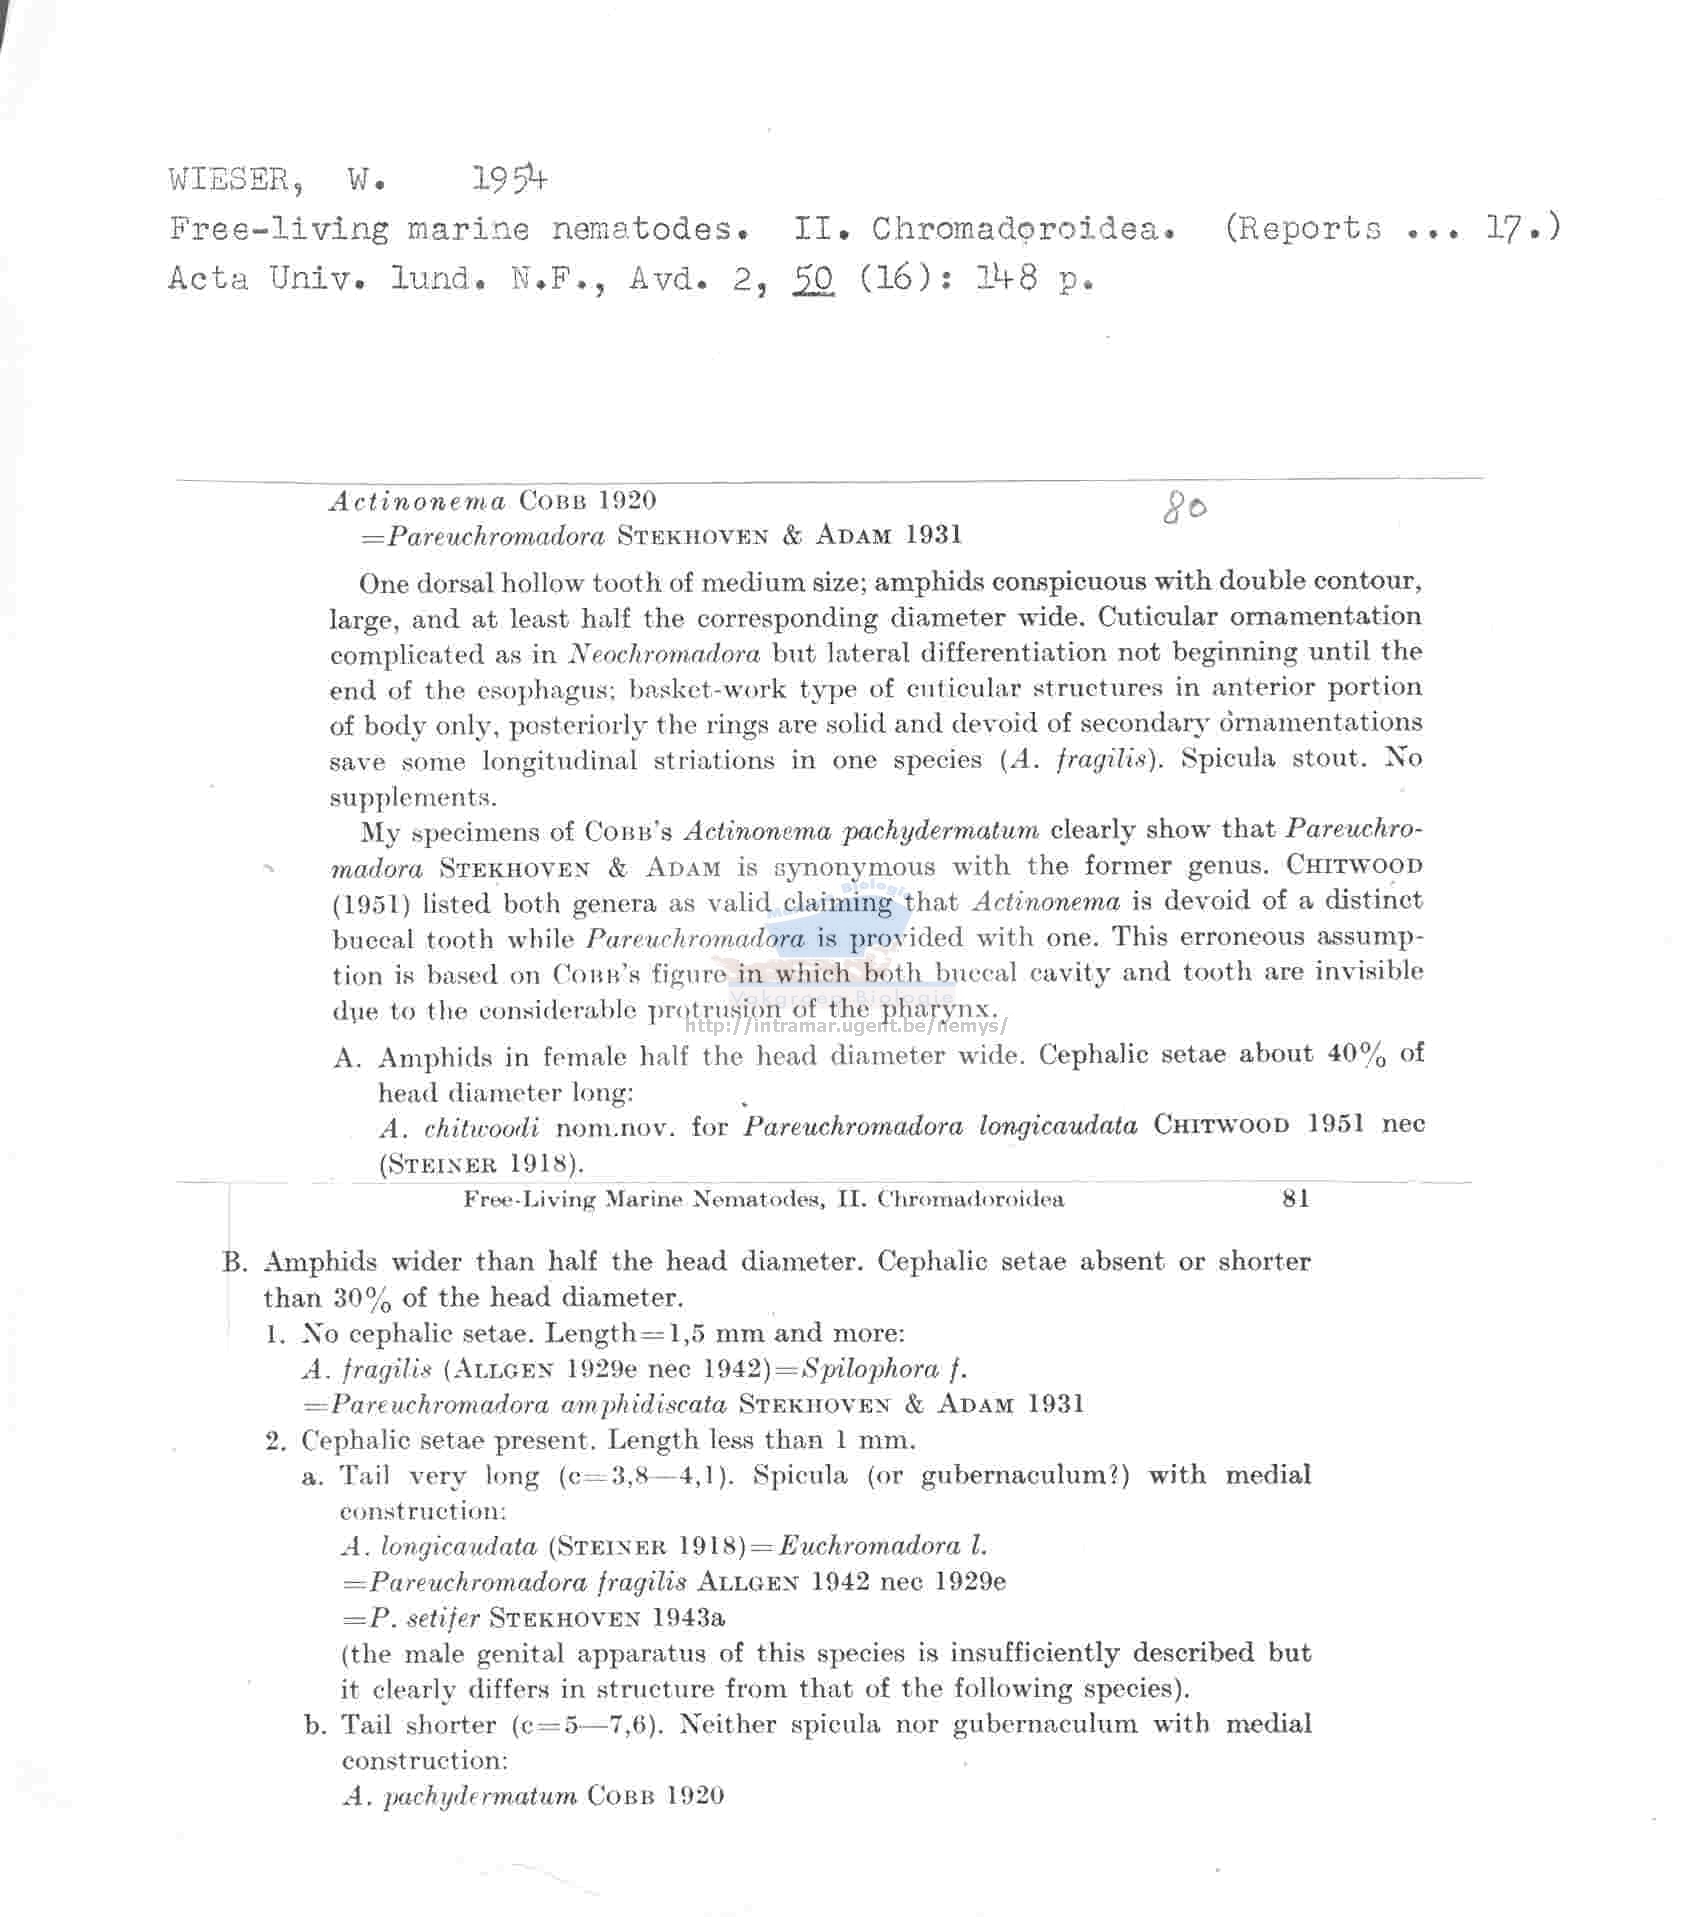 WIESER, W. 1954
Free-living marine nematodes. II. Chromadoroidea. (Reports ... 17.)
Acta Univ. lund. N.F., Avd. 2, 50 (16): 148 p.
Actinonema COBB 1920
80
=Pareuchromadora STEKHOVEN & ADAM 1931
One dorsal hollow tooth of medium size; amphids conspicuous with double contour,
large, and at least half the corresponding diameter wide. Cuticular ornamentation
complicated as in Neochromadora but lateral differentiation not beginning until the
end of the esophagus; basket-work type of cuticular structures in anterior portion
of body only, posteriorly the rings are solid and devoid of secondary ornamentations
save some longitudinal striations in one species (A. fragilis). Spicula stout. No
supplements.
My specimens of COBB's Actinonema pachydermatum clearly show that Pareuchro-
madora STEKHOVEN & ADAM is synonymous with the former genus. CHITWOOD
(1951) listed both genera as valid claiming that Actinonema is devoid of a distinct
buccal tooth while Pareuchromadora is provided with one. This erroneous assump-
tion is based on COBB's figure in which both buccal cavity and tooth are invisible
due to the considerable protrusion of the pharynx.
Vakgroep Biologie
http://intramar.ugent.be/nemys/
A. Amphids in female half the head diameter wide. Cephalic setae about 40% of
head diameter long:
A. chitwoodi nom.nov. for Pareuchromadora longicaudata CHITWOOD 1951 nec
(STEINER 1918).
Free-Living Marine Nematodes, II. Chromadoroidea 81
B. Amphids wider than half the head diameter. Cephalic setae absent or shorter
than 30% of the head diameter.
1. No cephalic setae. Length=1,5 mm and more:
A. fragilis (ALLGEN 1929e nec 1942)=Spilophora f.
=Pareuchromadora amphidiscata STEKHOVEN & ADAM 1931
2. Cephalic setae present. Length less than 1 mm.
a. Tail very long (c=3,8—4,1). Spicula (or gubernaculum?) with medial
construction:
A. longicaudata (STEINER 1918)=Euchromadora l.
=Pareuchromadora fragilis ALLGEN 1942 nec 1929e
=P. setifer STEKHOVEN 1943a
(the male genital apparatus of this species is insufficiently described but
it clearly differs in structure from that of the following species).
b. Tail shorter (c=5—7,6). Neither spicula nor gubernaculum with medial
construction:
A. pachydermatum COBB 1920